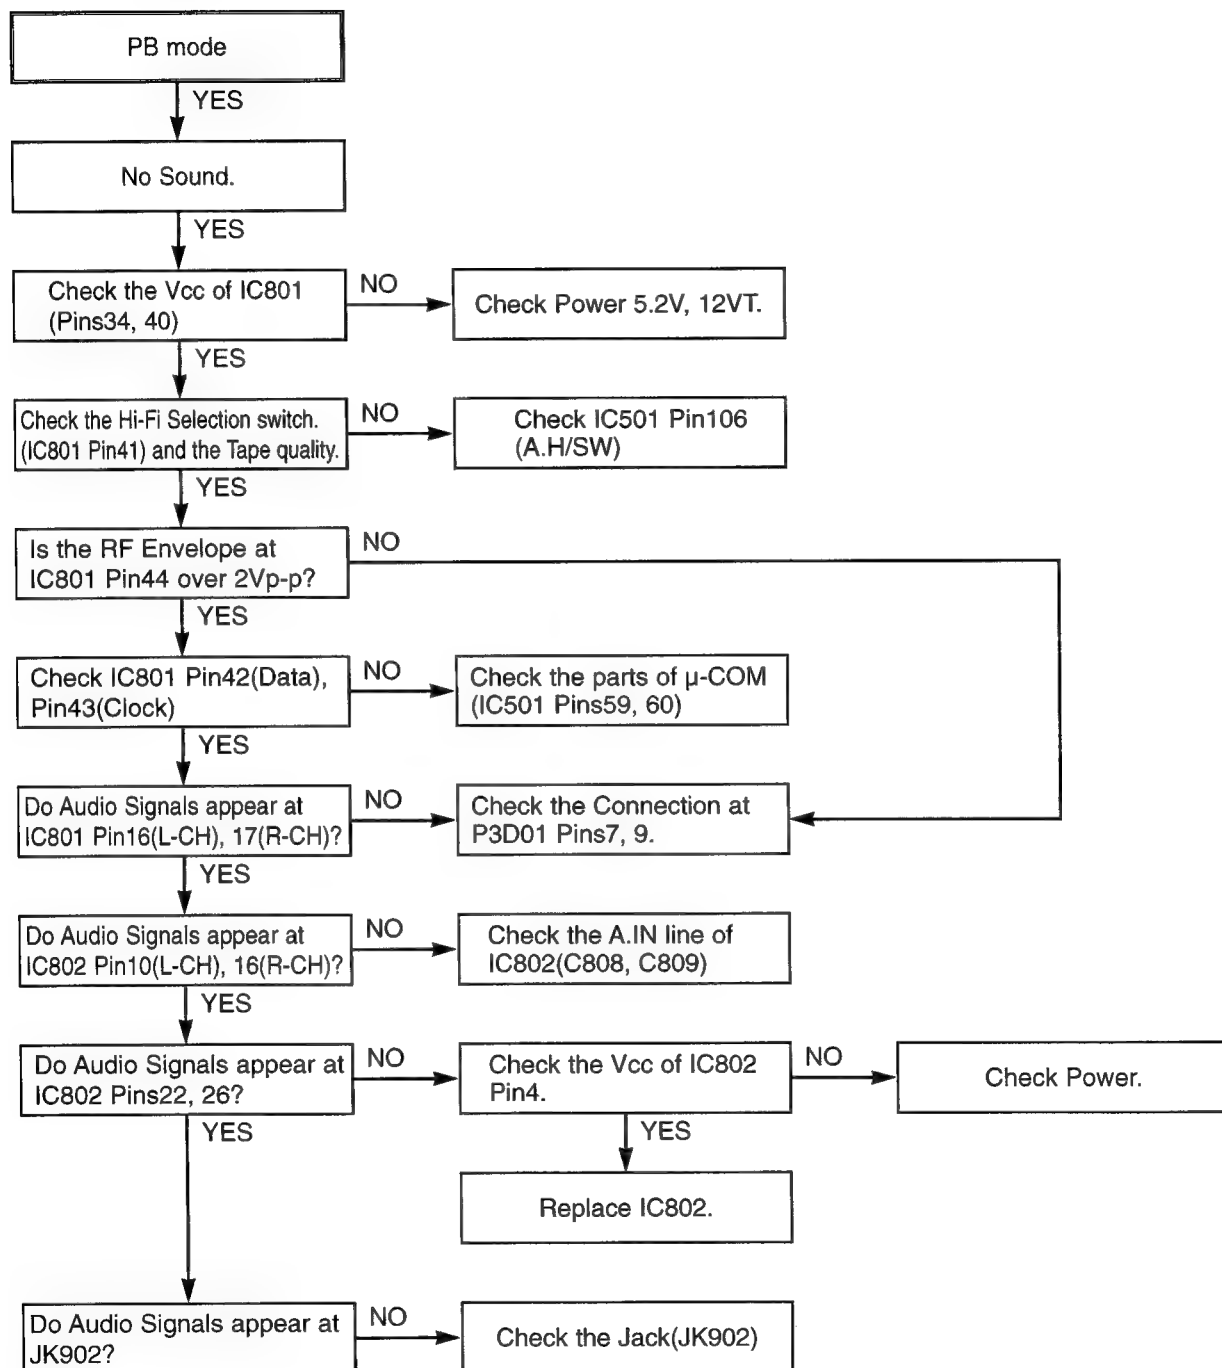 PB mode
YES
No Sound.
YES
Check the Vcc of IC801
(Pins34, 40)
NO
Check Power 5.2V, 12VT.
YES
Check the Hi-Fi Selection switch.
(IC801 Pin41) and the Tape quality.
NO
Check IC501 Pin106
(A.H/SW)
YES
Is the RF Envelope at
IC801 Pin44 over 2Vp-p?
NO
YES
Check IC801 Pin42(Data),
Pin43(Clock)
NO
Check the parts of μ-COM
(IC501 Pins59, 60)
YES
Do Audio Signals appear at
IC801 Pin16(L-CH), 17(R-CH)?
NO
Check the Connection at
P3D01 Pins7, 9.
YES
Do Audio Signals appear at
IC802 Pin10(L-CH), 16(R-CH)?
NO
Check the A.IN line of
IC802(C808, C809)
YES
Do Audio Signals appear at
IC802 Pins22, 26?
NO
Check the Vcc of IC802
Pin4.
NO
Check Power.
YES
YES
Replace IC802.
Do Audio Signals appear at
JK902?
NO
Check the Jack(JK902)